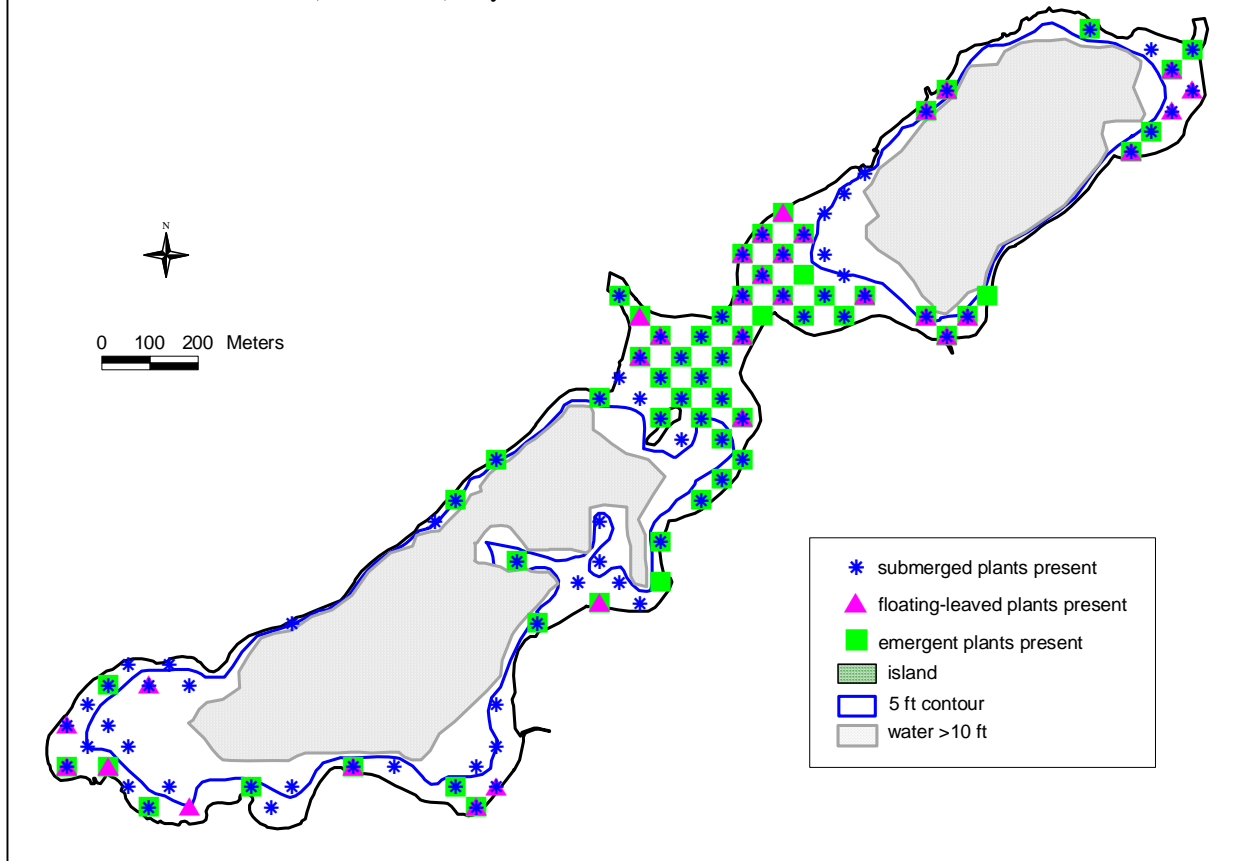 N
0 100 200 Meters
submerged plants present
floating-leaved plants present
emergent plants present
island
5 ft contour
water >10 ft